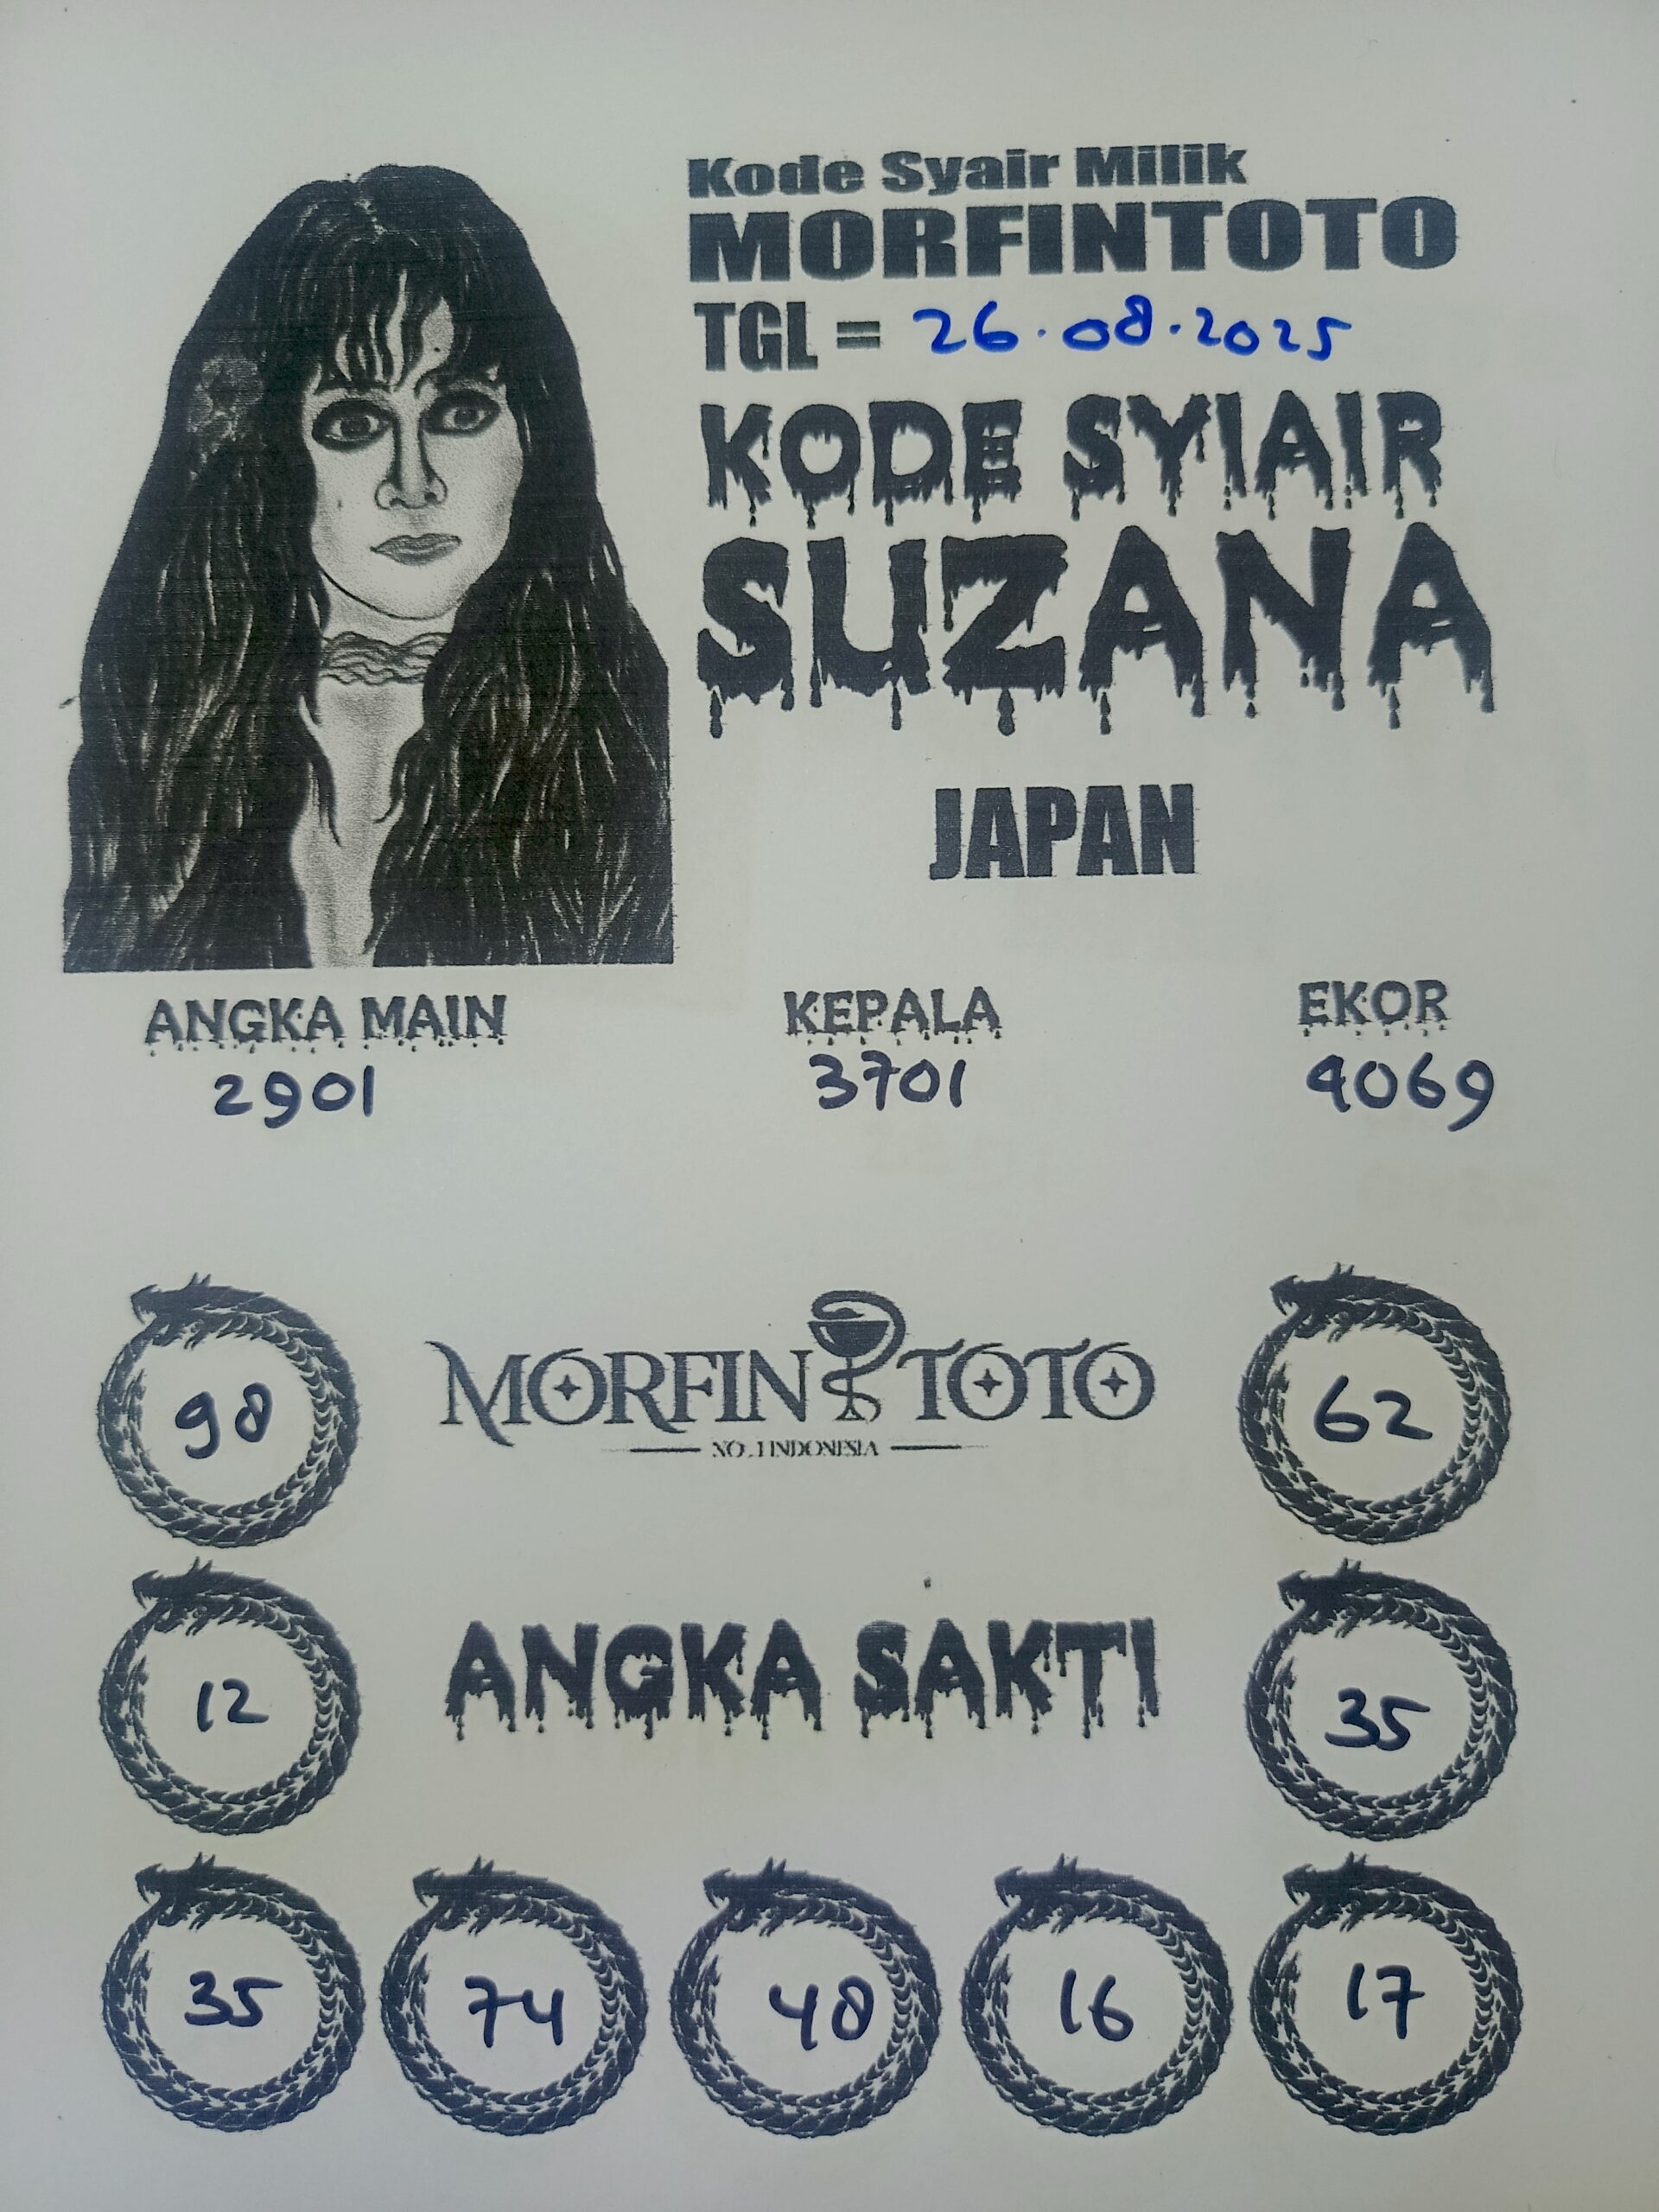 Kode Syair Milik
MORFINTOTO
TGL = 26.08.2025
KODE SYIAIR
SUZANA
JAPAN
ANGKA MAIN KEPALA EKOR
2901 3701 9069
98 MORFIN TOTO 62
NO.1 INDONESIA
12 ANGKA SAKTI 35
35 74 48 16 17